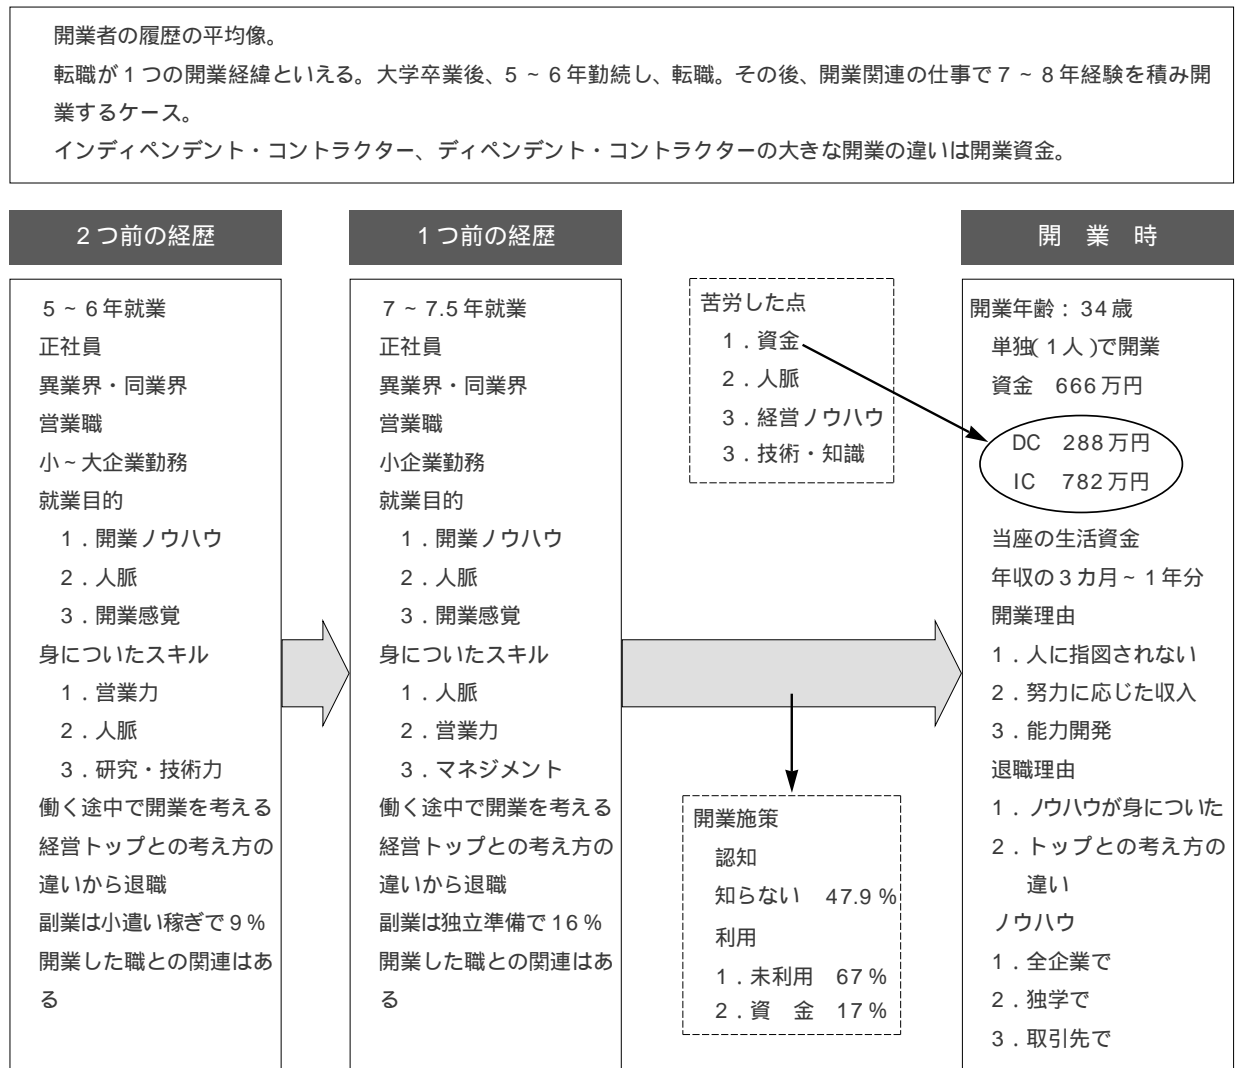 開業者の履歴の平均像。
転職が１つの開業経緯といえる。大学卒業後、5 ~ 6 年勤続し、転職。その後、開業関連の仕事で 7 ~ 8 年経験を積み開
業するケース。
インディペンデント・コントラクター、ディペンデント・コントラクターの大きな開業の違いは開業資金。
2 つ前の経歴
5 ~ 6 年就業
正社員
異業界・同業界
営業職
小 ~ 大企業勤務
就業目的
1．開業ノウハウ
2．人脈
3．開業感覚
身についたスキル
1．営業力
2．人脈
3．研究・技術力
働く途中で開業を考える
経営トップとの考え方の
違いから退職
副業は小遣い稼ぎで 9 %
開業した職との関連はあ
る
1 つ前の経歴
7 ~ 7.5 年就業
正社員
異業界・同業界
営業職
小企業勤務
就業目的
1．開業ノウハウ
2．人脈
3．開業感覚
身についたスキル
1．人脈
2．営業力
3．マネジメント
働く途中で開業を考える
経営トップとの考え方の
違いから退職
副業は独立準備で 16 %
開業した職との関連はあ
る
苦労した点
1．資金
2．人脈
3．経営ノウハウ
3．技術・知識
開業施策
認知
知らない 47.9 %
利用
1．未利用 67 %
2．資　金 17 %
開　業　時
開業年齢：34 歳
単独( 1 人 )で開業
資金 666 万円
DC 288 万円
IC 782 万円
当座の生活資金
年収の 3 カ月 ~ 1 年分
開業理由
1．人に指図されない
2．努力に応じた収入
3．能力開発
退職理由
1．ノウハウが身についた
2．トップとの考え方の
違い
ノウハウ
1．全企業で
2．独学で
3．取引先で